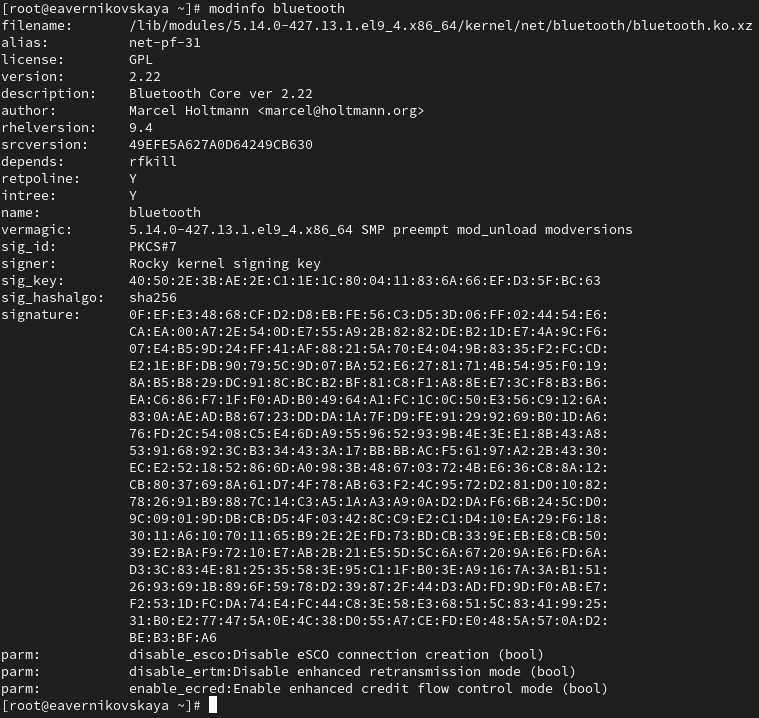 [root@eavernikovskaya ~]# modinfo bluetooth
filename:       /lib/modules/5.14.0-427.13.1.el9_4.x86_64/kernel/net/bluetooth/bluetooth.ko.xz
alias:          net-pf-31
license:        GPL
version:        2.22
description:    Bluetooth Core ver 2.22
author:         Marcel Holtmann <marcel@holtmann.org>
rhelversion:    9.4
srcversion:     49EFE5A627A0D64249CB630
depends:        rfkill
retpoline:      Y
intree:         Y
name:           bluetooth
vermagic:       5.14.0-427.13.1.el9_4.x86_64 SMP preempt mod_unload modversions
sig_id:         PKCS#7
signer:         Rocky kernel signing key
sig_key:        40:50:2E:3B:AE:2E:C1:1E:1C:80:04:11:83:6A:66:EF:D3:5F:BC:63
sig_hashalgo:   sha256
signature:      0F:EF:E3:48:68:CF:D2:D8:EB:FE:56:C3:D5:3D:06:FF:02:44:54:E6:
CA:EA:00:A7:2E:54:0D:E7:55:A9:2B:82:82:DE:B2:1D:E7:4A:9C:F6:
07:E4:B5:9D:24:FF:41:AF:88:21:5A:70:E4:04:9B:83:35:F2:FC:CD:
E2:1E:BF:DB:90:79:5C:9D:07:BA:52:E6:27:81:71:4B:54:95:F0:19:
8A:B5:B8:29:DC:91:8C:BC:B2:BF:81:C8:F1:A8:8E:E7:3C:F8:B3:B6:
EA:C6:86:F7:1F:F0:AD:B0:49:64:A1:FC:1C:0C:50:E3:56:C9:12:6A:
83:0A:AE:AD:B8:67:23:DD:DA:1A:7F:D9:FE:91:29:92:69:B0:1D:A6:
76:FD:2C:54:08:C5:E4:6D:A9:55:96:52:93:9B:4E:3E:E1:8B:43:A8:
53:91:68:92:3C:B3:34:43:3A:17:BB:BB:AC:F5:61:97:A2:2B:43:30:
EC:E2:52:18:52:86:6D:A0:98:3B:48:67:03:72:4B:E6:36:C8:8A:12:
CB:80:37:69:8A:61:D7:4F:78:AB:63:F2:4C:95:72:D2:81:D0:10:82:
78:26:91:B9:88:7C:14:C3:A5:1A:A3:A9:0A:D2:DA:F6:6B:24:5C:D0:
9C:09:01:9D:DB:CB:D5:4F:03:42:8C:C9:E2:C1:D4:10:EA:29:F6:18:
30:11:A6:10:70:11:65:B9:2E:2E:FD:73:BD:CB:33:9E:EB:E8:CB:50:
39:E2:BA:F9:72:10:E7:AB:2B:21:E5:5D:5C:6A:67:20:9A:E6:FD:6A:
D3:3C:83:4E:81:25:35:58:3E:95:C1:1F:B0:3E:A9:16:7A:3A:B1:51:
26:93:69:1B:89:6F:59:78:D2:39:87:2F:44:D3:AD:FD:9D:F0:AB:E7:
F2:53:1D:FC:DA:74:E4:FC:44:C8:3E:58:E3:68:51:5C:83:41:99:25:
31:B0:E2:77:47:5A:0E:4C:38:D0:55:A7:CE:FD:E0:48:5A:57:0A:D2:
BE:B3:BF:A6
parm:           disable_esco:Disable eSCO connection creation (bool)
parm:           disable_ertm:Disable enhanced retransmission mode (bool)
parm:           enable_ecred:Enable enhanced credit flow control mode (bool)
[root@eavernikovskaya ~]#